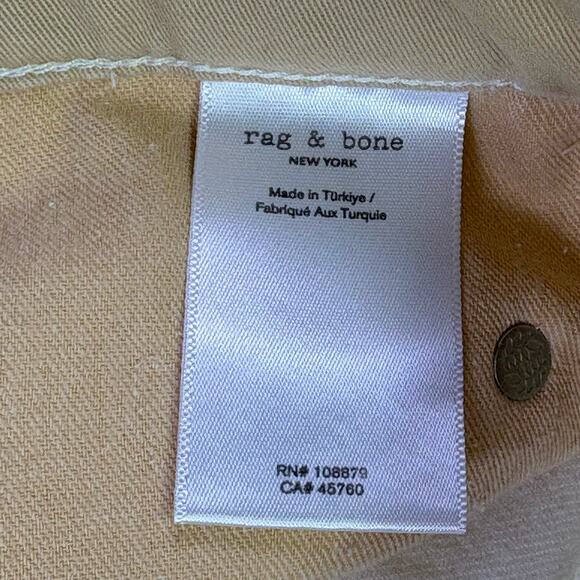 rag & bone
NEW YORK
Made in Türkiye /
Fabriqué Aux Turquie
RN# 108879
CA# 45760